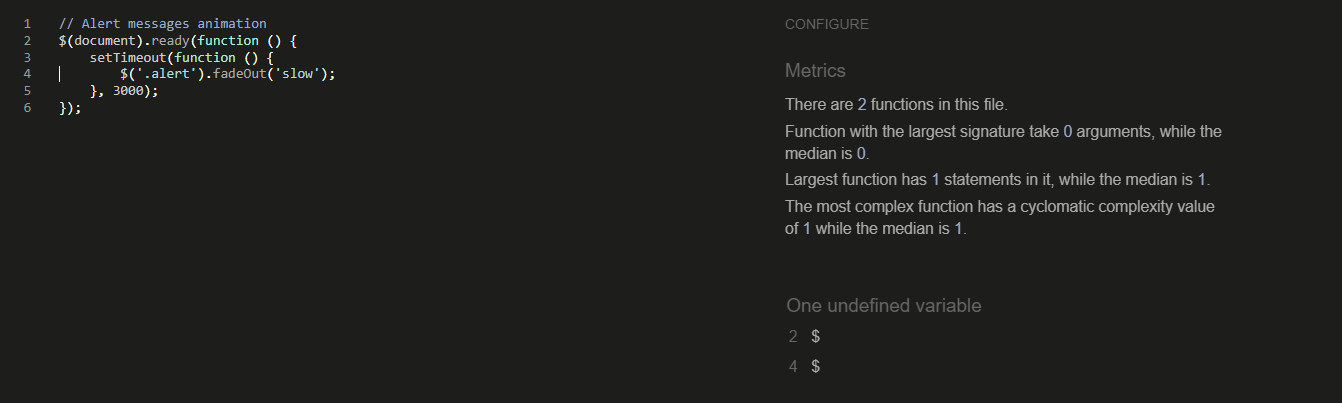 1 // Alert messages animation
2 $(document).ready(function () {
3     setTimeout(function () {
4         $('.alert').fadeOut('slow');
5     }, 3000);
6 });
CONFIGURE
Metrics
There are 2 functions in this file.
Function with the largest signature take 0 arguments, while the
median is 0.
Largest function has 1 statements in it, while the median is 1.
The most complex function has a cyclomatic complexity value
of 1 while the median is 1.
One undefined variable
2 $
4 $